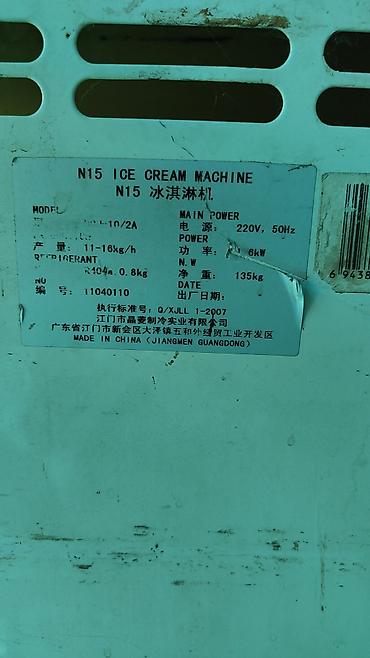 N15 ICE CREAM MACHINE
N15 冰淇淋机
MODEL MAIN POWER
-10/2A 电 源: 220V, 50Hz
POWER
产 量: 11-16kg/h 功 率: .6kW
REFRIGERANT N.W
R404a 0.8kg 净 重: 135kg
NO DATE
编 号: 11040110 出厂日期:
执行标准号: Q/XJLL 1-2007
江门市晶菱制冷实业有限公司
广东省江门市新会区大泽镇五和外经贸工业开发区
MADE IN CHINA (JIANGMEN GUANGDONG)
6 9438